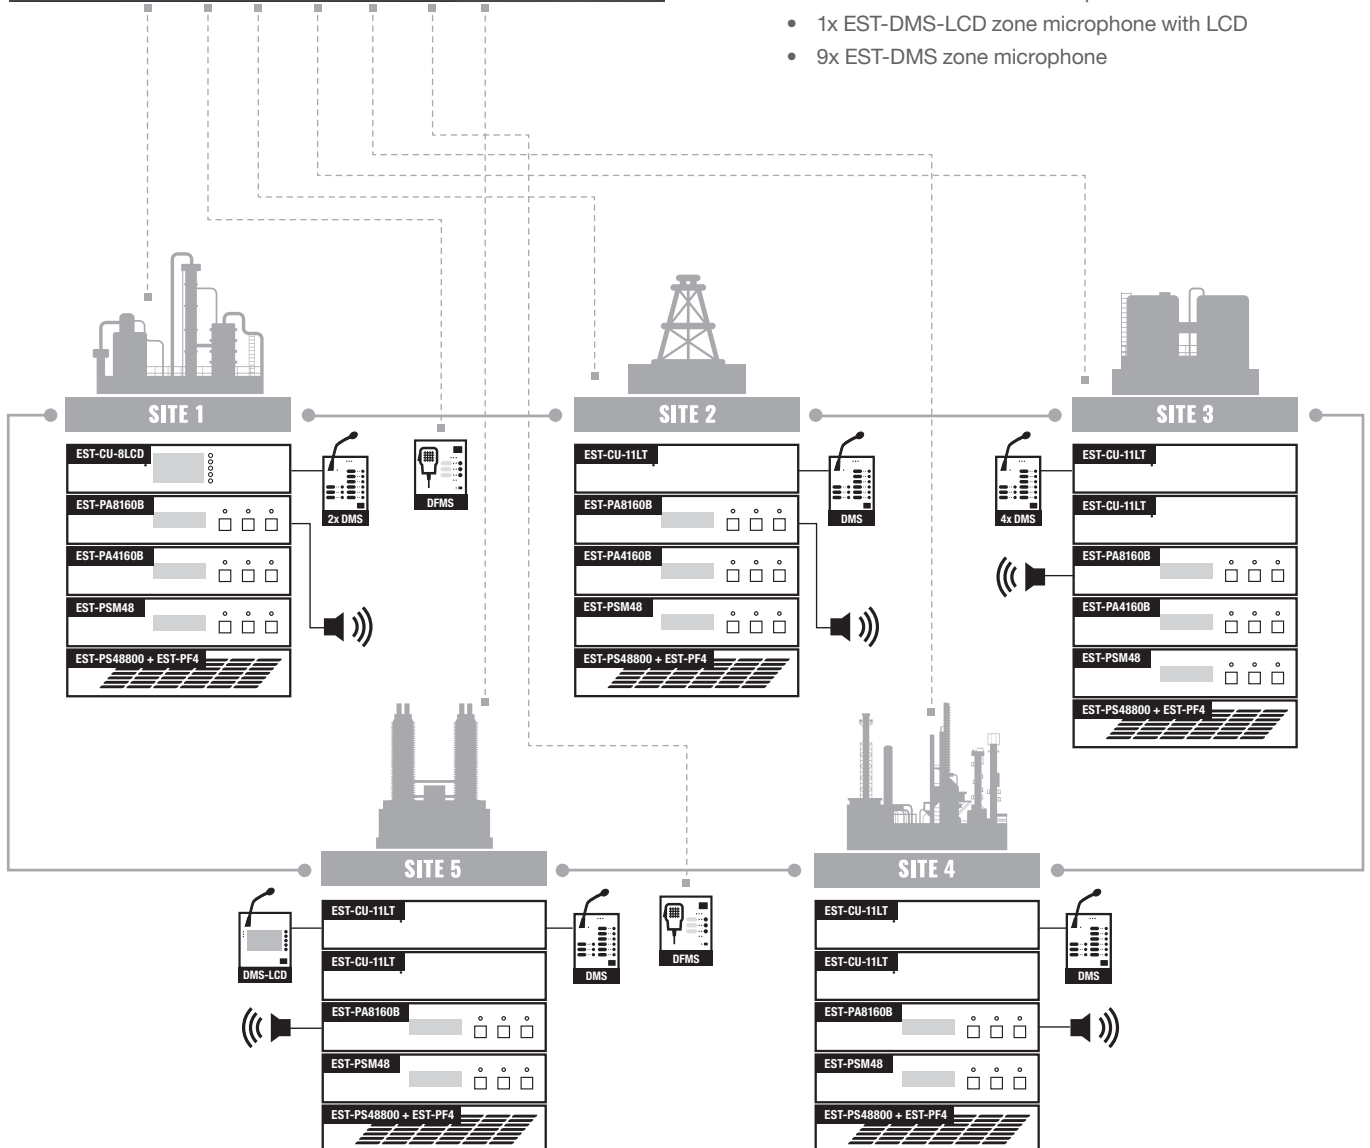 • 1x EST-DMS-LCD zone microphone with LCD
• 9x EST-DMS zone microphone
SITE 1
EST-CU-8LCD
EST-PA8160B
EST-PA4160B
EST-PSM48
EST-PS48800 + EST-PF4
2x DMS
DFMS
SITE 2
EST-CU-11LT
EST-PA8160B
EST-PA4160B
EST-PSM48
EST-PS48800 + EST-PF4
DMS
SITE 3
4x DMS
EST-CU-11LT
EST-CU-11LT
EST-PA8160B
EST-PA4160B
EST-PSM48
EST-PS48800 + EST-PF4
SITE 5
DMS-LCD
EST-CU-11LT
EST-CU-11LT
EST-PA8160B
EST-PSM48
EST-PS48800 + EST-PF4
DMS
DFMS
SITE 4
EST-CU-11LT
EST-CU-11LT
EST-PA8160B
EST-PSM48
EST-PS48800 + EST-PF4
DMS